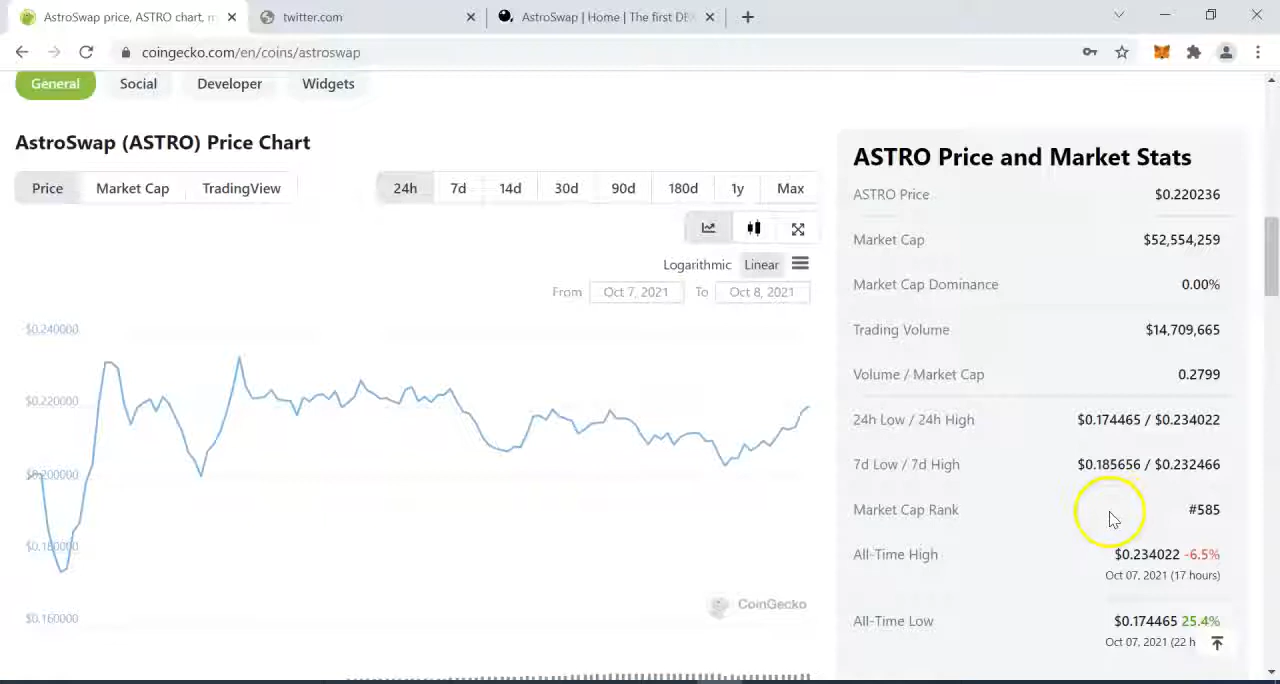 AstroSwap price, ASTRO chart, m
twitter.com
AstroSwap | Home | The first DE
coingecko.com/en/coins/astroswap
General Social Developer Widgets
AstroSwap (ASTRO) Price Chart
Price Market Cap TradingView
24h 7d 14d 30d 90d 180d 1y Max
Logarithmic Linear
From Oct 7, 2021 To Oct 8, 2021
$0.240000
$0.220000
$0.200000
$0.180000
$0.160000
CoinGecko
ASTRO Price and Market Stats
ASTRO Price $0.220236
Market Cap $52,554,259
Market Cap Dominance 0.00%
Trading Volume $14,709,665
Volume / Market Cap 0.2799
24h Low / 24h High $0.174465 / $0.234022
7d Low / 7d High $0.185656 / $0.232466
Market Cap Rank #585
All-Time High $0.234022 -6.5%
Oct 07, 2021 (17 hours)
All-Time Low $0.174465 25.4%
Oct 07, 2021 (22 h